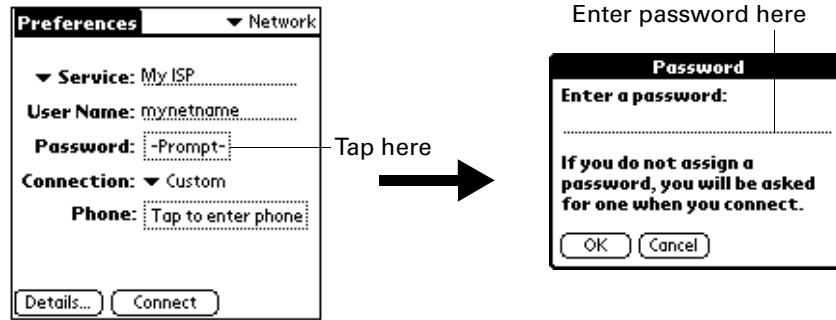 Preferences ▼ Network
▼ Service: My ISP
User Name: mynetname
Password: -Prompt-
Connection: ▼ Custom
Phone: Tap to enter phone
Details... Connect
Tap here
Enter password here
Password
Enter a password:
If you do not assign a
password, you will be asked
for one when you connect.
OK Cancel